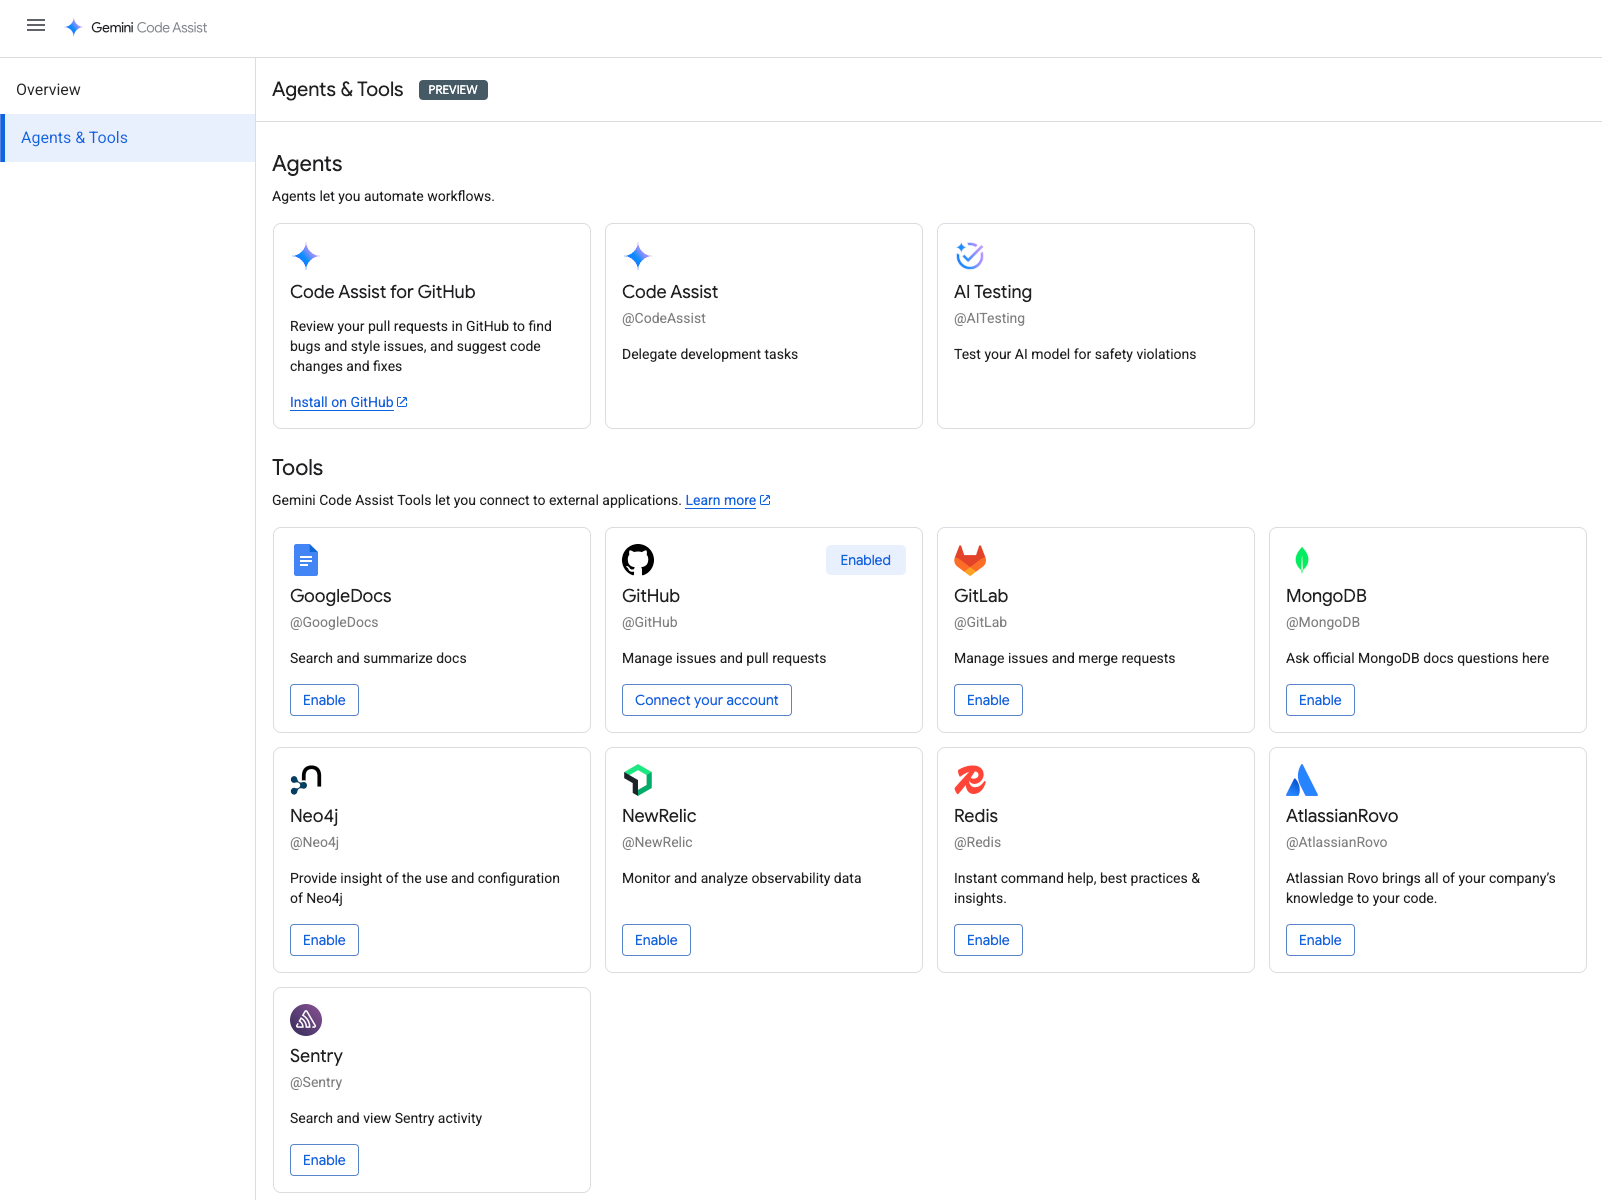 Gemini Code Assist
Overview
Agents & Tools
Agents & Tools
PREVIEW
Agents
Agents let you automate workflows.
Code Assist for GitHub
Review your pull requests in GitHub to find
bugs and style issues, and suggest code
changes and fixes
Install on GitHub
Code Assist
@CodeAssist
Delegate development tasks
AI Testing
@AITesting
Test your AI model for safety violations
Tools
Gemini Code Assist Tools let you connect to external applications. Learn more
GoogleDocs
@GoogleDocs
Search and summarize docs
Enable
Enabled
GitHub
@GitHub
Manage issues and pull requests
Connect your account
GitLab
@GitLab
Manage issues and merge requests
Enable
MongoDB
@MongoDB
Ask official MongoDB docs questions here
Enable
Neo4j
@Neo4j
Provide insight of the use and configuration
of Neo4j
Enable
NewRelic
@NewRelic
Monitor and analyze observability data
Enable
Redis
@Redis
Instant command help, best practices &
insights.
Enable
AtlassianRovo
@AtlassianRovo
Atlassian Rovo brings all of your company’s
knowledge to your code.
Enable
Sentry
@Sentry
Search and view Sentry activity
Enable